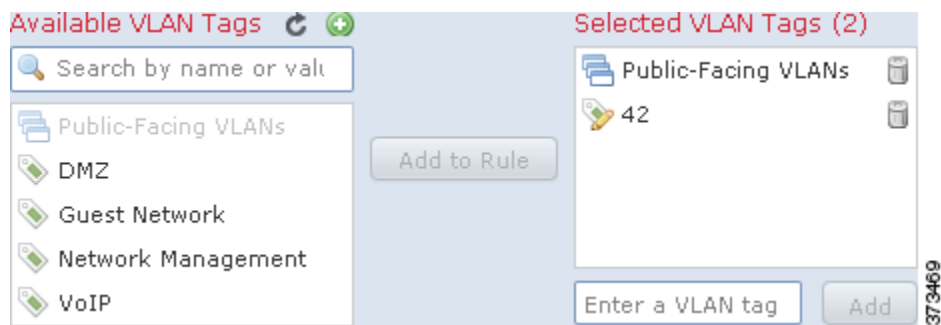 Available VLAN Tags
Search by name or valu
Public-Facing VLANs
DMZ
Guest Network
Network Management
VoIP
Add to Rule
Selected VLAN Tags (2)
Public-Facing VLANs
42
Enter a VLAN tag
Add
373469